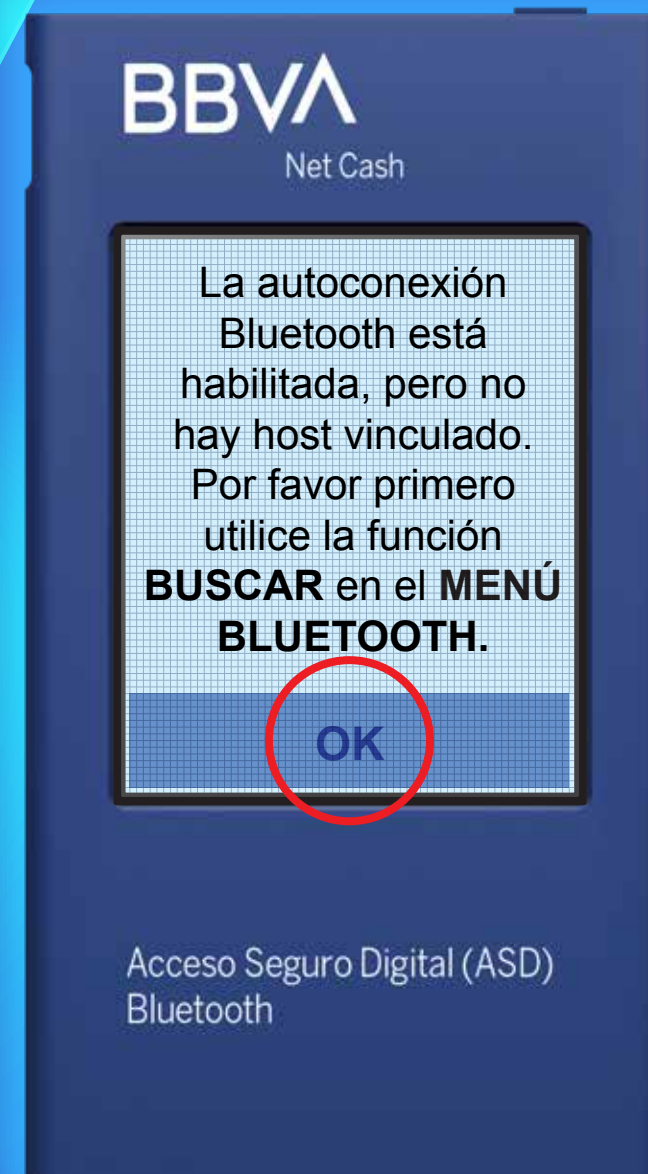 BBVA
Net Cash
La autoconexión
Bluetooth está
habilitada, pero no
hay host vinculado.
Por favor primero
utilice la función
BUSCAR en el MENÚ
BLUETOOTH.
OK
Acceso Seguro Digital (ASD)
Bluetooth